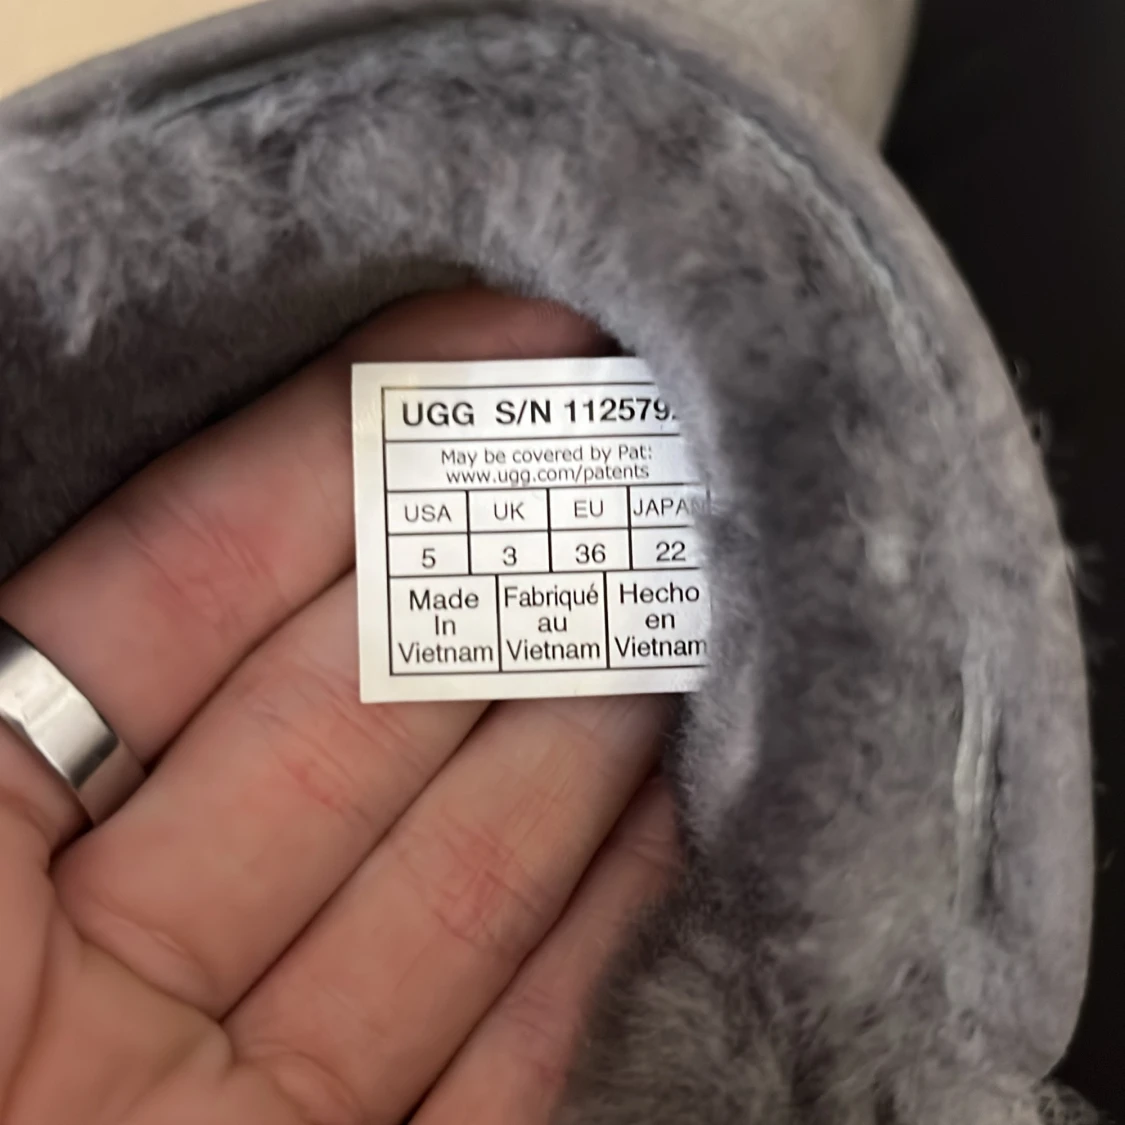 UGG S/N 112579
May be covered by Pat:
www.ugg.com/patents
USA UK EU JAPAN
5 3 36 22
Made Fabriqué Hecho
In au en
Vietnam Vietnam Vietnam